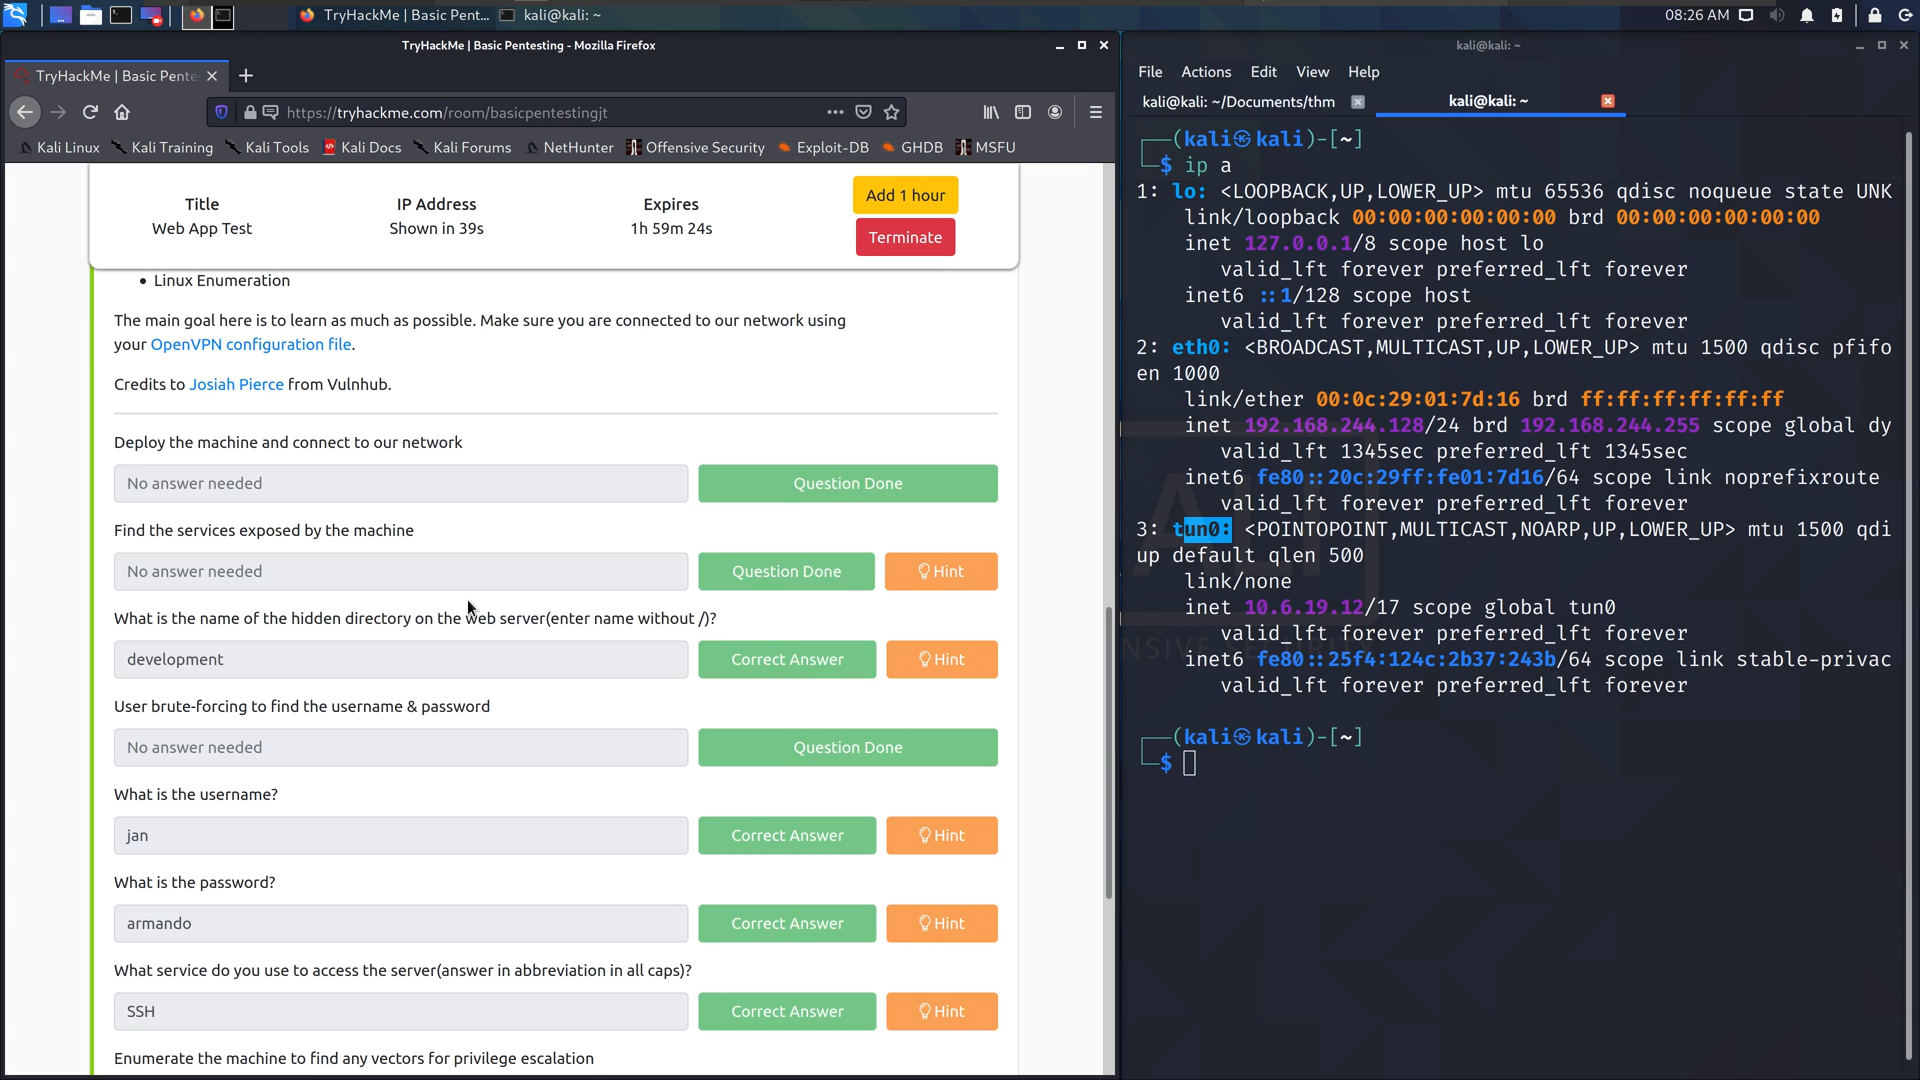 TryHackMe | Basic Pent...
kali@kali: ~
08:26 AM
TryHackMe | Basic Pentesting - Mozilla Firefox
TryHackMe | Basic Pente
https://tryhackme.com/room/basicpentestingjt
Kali Linux
Kali Training
Kali Tools
Kali Docs
Kali Forums
NetHunter
Offensive Security
Exploit-DB
GHDB
MSFU
Title
IP Address
Expires
Add 1 hour
Web App Test
Shown in 39s
1h 59m 24s
Terminate
Linux Enumeration
The main goal here is to learn as much as possible. Make sure you are connected to our network using
your OpenVPN configuration file.
Credits to Josiah Pierce from Vulnhub.
Deploy the machine and connect to our network
No answer needed
Question Done
Find the services exposed by the machine
No answer needed
Question Done
Hint
What is the name of the hidden directory on the web server(enter name without /)?
development
Correct Answer
Hint
User brute-forcing to find the username & password
No answer needed
Question Done
What is the username?
jan
Correct Answer
Hint
What is the password?
armando
Correct Answer
Hint
What service do you use to access the server(answer in abbreviation in all caps)?
SSH
Correct Answer
Hint
Enumerate the machine to find any vectors for privilege escalation
kali@kali: ~
File Actions Edit View Help
kali@kali: ~/Documents/thm
kali@kali: ~
┌──(kali㉿kali)-[~]
└─$ ip a
1: lo: <LOOPBACK,UP,LOWER_UP> mtu 65536 qdisc noqueue state UNK
link/loopback 00:00:00:00:00:00 brd 00:00:00:00:00:00
inet 127.0.0.1/8 scope host lo
valid_lft forever preferred_lft forever
inet6 ::1/128 scope host
valid_lft forever preferred_lft forever
2: eth0: <BROADCAST,MULTICAST,UP,LOWER_UP> mtu 1500 qdisc pfifo
en 1000
link/ether 00:0c:29:01:7d:16 brd ff:ff:ff:ff:ff:ff
inet 192.168.244.128/24 brd 192.168.244.255 scope global dy
valid_lft 1345sec preferred_lft 1345sec
inet6 fe80::20c:29ff:fe01:7d16/64 scope link noprefixroute
valid_lft forever preferred_lft forever
3: tun0: <POINTOPOINT,MULTICAST,NOARP,UP,LOWER_UP> mtu 1500 qdi
up default qlen 500
link/none
inet 10.6.19.12/17 scope global tun0
valid_lft forever preferred_lft forever
inet6 fe80::25f4:124c:2b37:243b/64 scope link stable-privac
valid_lft forever preferred_lft forever
┌──(kali㉿kali)-[~]
└─$